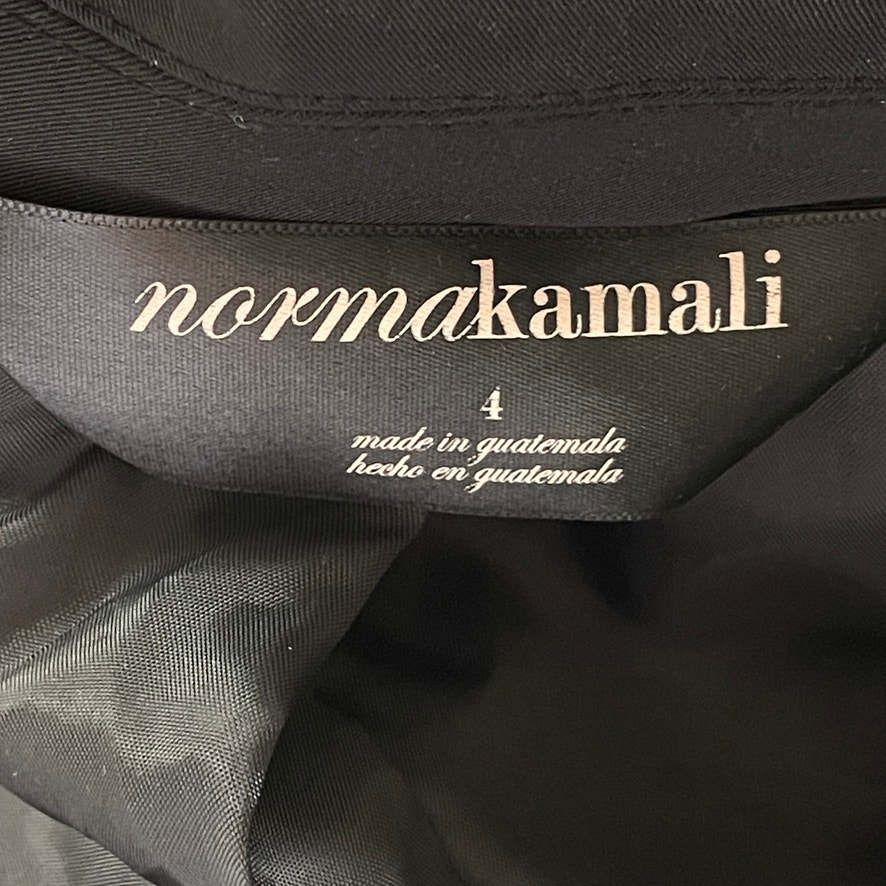 normakamali
4
made in guatemala
hecho en guatemala